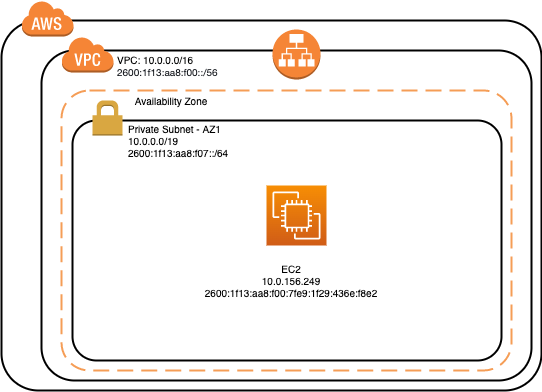 AWS
VPC
VPC: 10.0.0.0/16
2600:1f13:aa8:f00::/56
Availability Zone
Private Subnet - AZ1
10.0.0.0/19
2600:1f13:aa8:f07::/64
EC2
10.0.156.249
2600:1f13:aa8:f00:7fe9:1f29:436e:f8e2